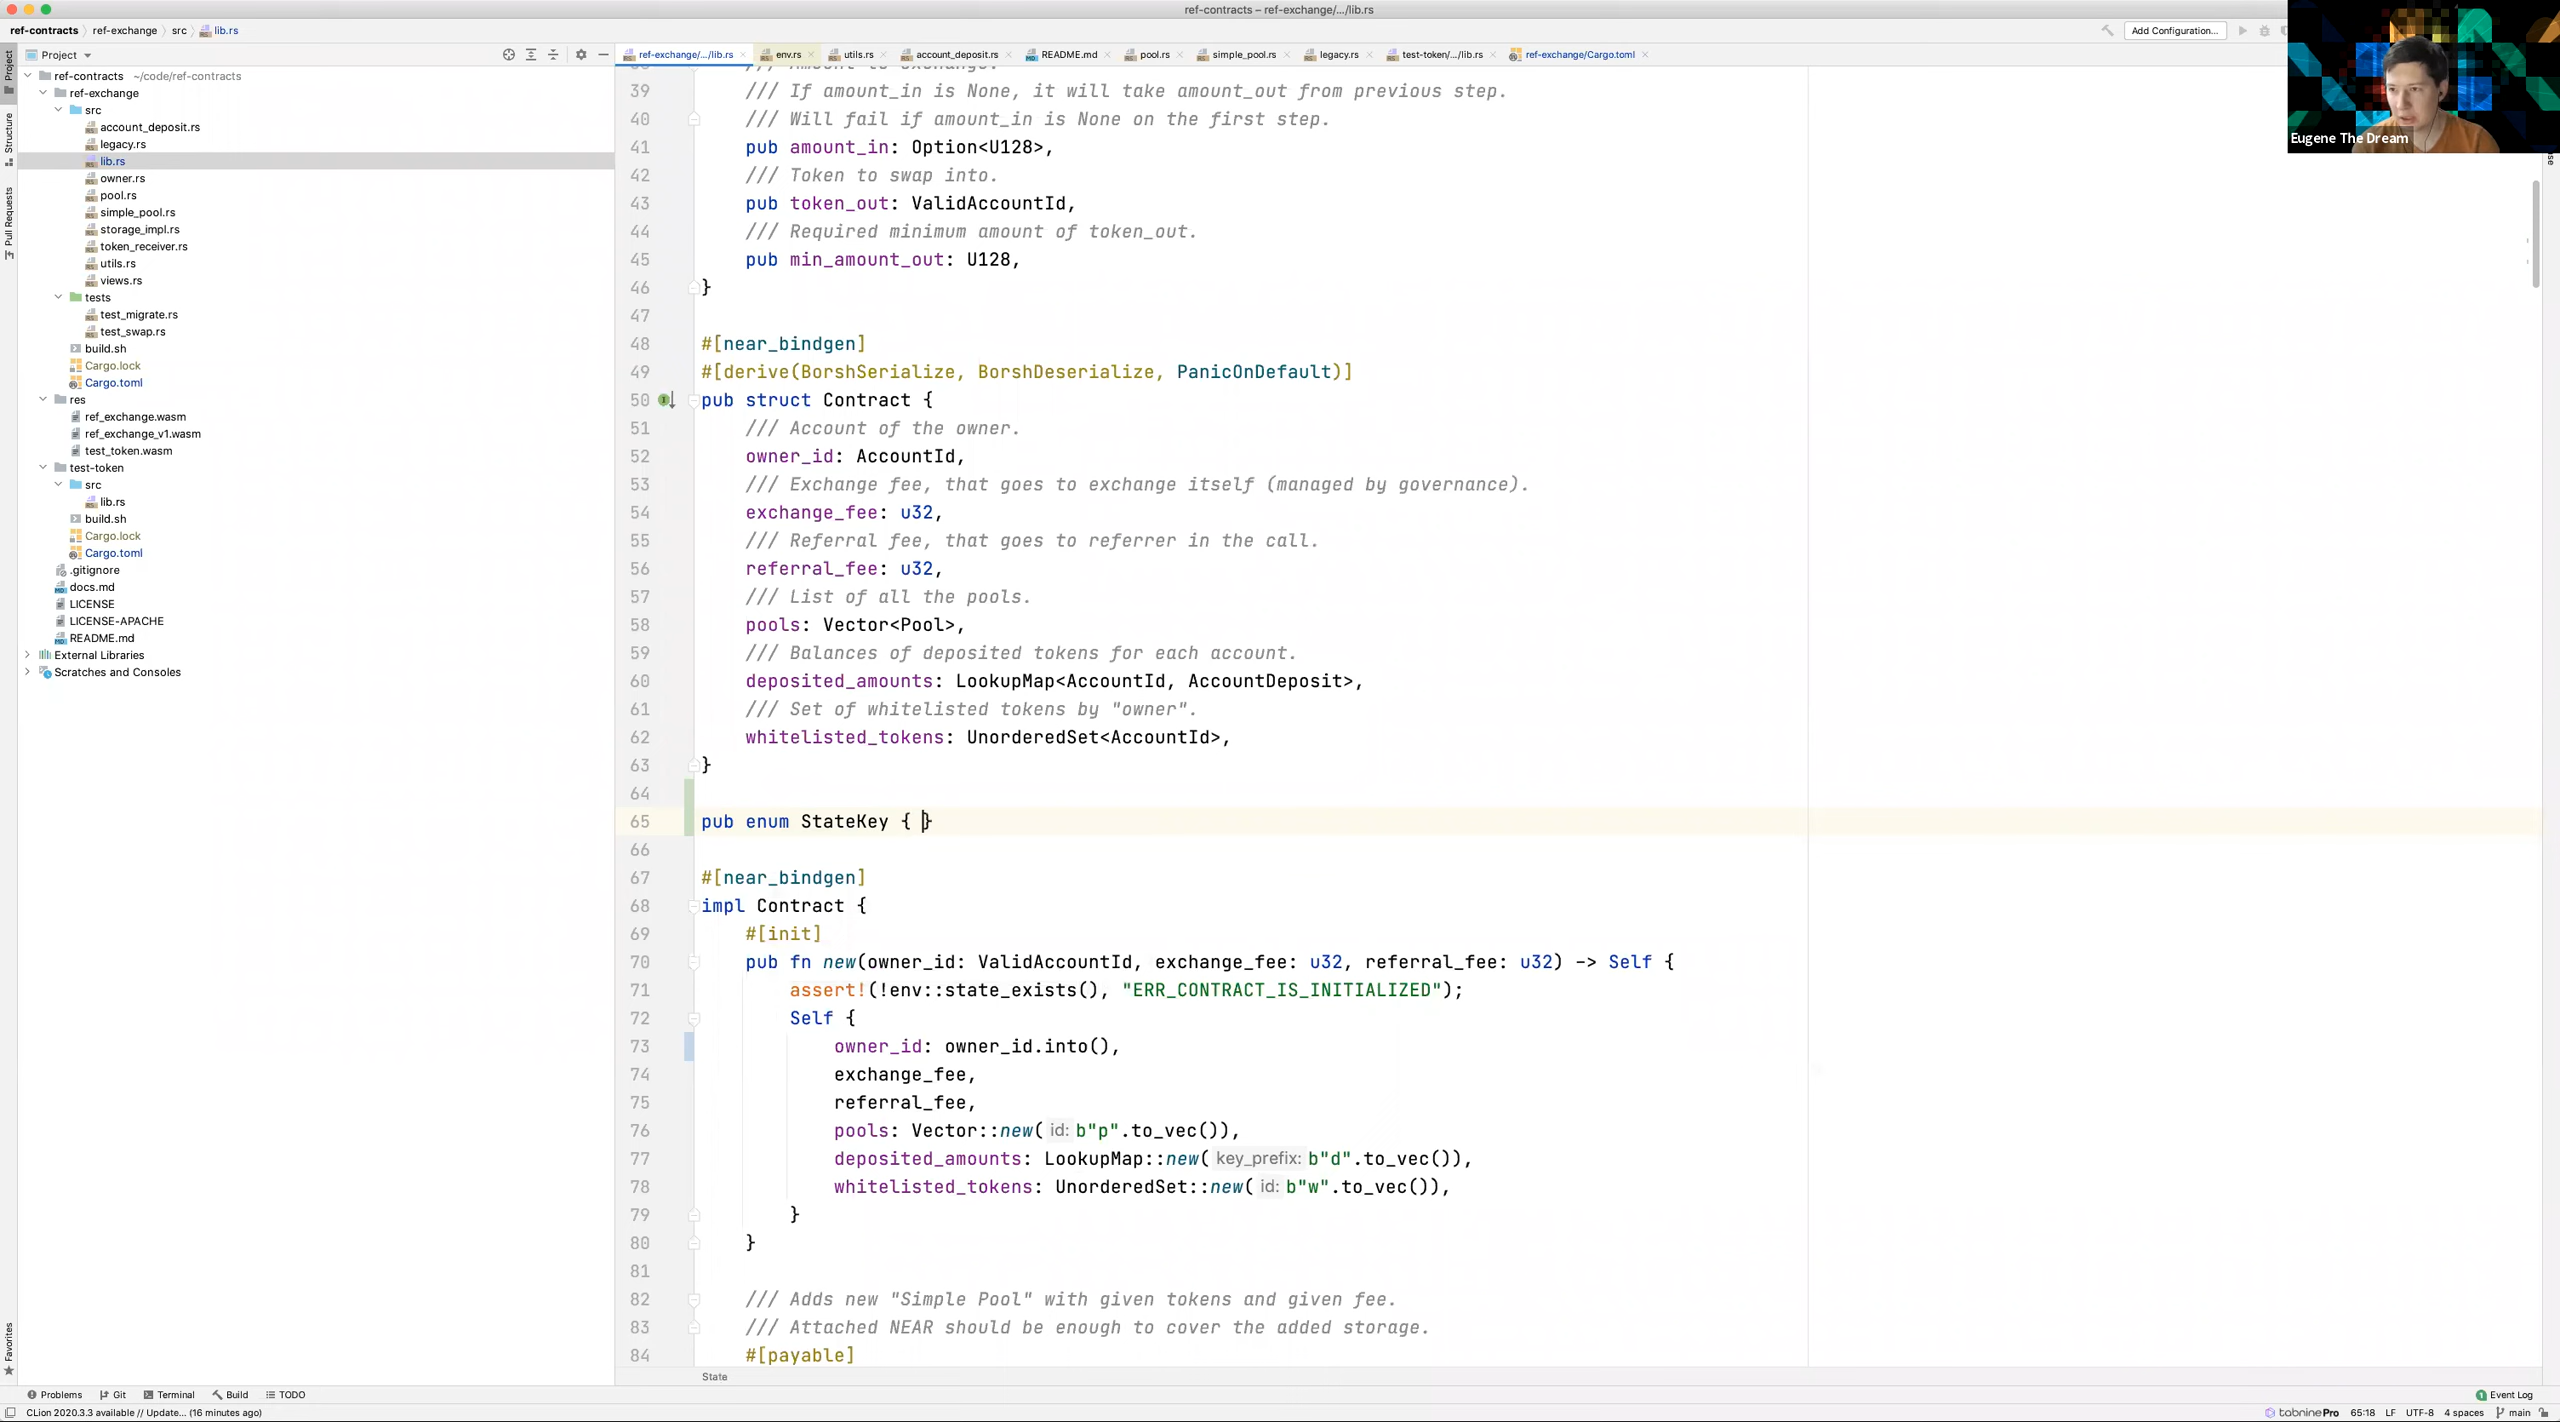 ref-contracts – ref-exchange/.../lib.rs
ref-contracts ref-exchange src lib.rs
Add Configuration...
Project
ref-exchange/.../lib.rs env.rs utils.rs account_deposit.rs README.md pool.rs simple_pool.rs legacy.rs test-token/.../lib.rs ref-exchange/Cargo.toml
Project
Structure
Pull Requests
Favorites
ref-contracts ~/code/ref-contracts
ref-exchange
src
account_deposit.rs
legacy.rs
lib.rs
owner.rs
pool.rs
simple_pool.rs
storage_impl.rs
token_receiver.rs
utils.rs
views.rs
tests
test_migrate.rs
test_swap.rs
build.sh
Cargo.lock
Cargo.toml
res
ref_exchange.wasm
ref_exchange_v1.wasm
test_token.wasm
test-token
src
lib.rs
build.sh
Cargo.lock
Cargo.toml
.gitignore
docs.md
LICENSE
LICENSE-APACHE
README.md
External Libraries
Scratches and Consoles
39 /// If amount_in is None, it will take amount_out from previous step.
40 /// Will fail if amount_in is None on the first step.
41 pub amount_in: Option<U128>,
42 /// Token to swap into.
43 pub token_out: ValidAccountId,
44 /// Required minimum amount of token_out.
45 pub min_amount_out: U128,
46 }
47
48 #[near_bindgen]
49 #[derive(BorshSerialize, BorshDeserialize, PanicOnDefault)]
50 pub struct Contract {
51 /// Account of the owner.
52 owner_id: AccountId,
53 /// Exchange fee, that goes to exchange itself (managed by governance).
54 exchange_fee: u32,
55 /// Referral fee, that goes to referrer in the call.
56 referral_fee: u32,
57 /// List of all the pools.
58 pools: Vector<Pool>,
59 /// Balances of deposited tokens for each account.
60 deposited_amounts: LookupMap<AccountId, AccountDeposit>,
61 /// Set of whitelisted tokens by "owner".
62 whitelisted_tokens: UnorderedSet<AccountId>,
63 }
64
65 pub enum StateKey { }
66
67 #[near_bindgen]
68 impl Contract {
69 #[init]
70 pub fn new(owner_id: ValidAccountId, exchange_fee: u32, referral_fee: u32) -> Self {
71 assert!(!env::state_exists(), "ERR_CONTRACT_IS_INITIALIZED");
72 Self {
73 owner_id: owner_id.into(),
74 exchange_fee,
75 referral_fee,
76 pools: Vector::new( id: b"p".to_vec()),
77 deposited_amounts: LookupMap::new( key_prefix: b"d".to_vec()),
78 whitelisted_tokens: UnorderedSet::new( id: b"w".to_vec()),
79 }
80 }
81
82 /// Adds new "Simple Pool" with given tokens and given fee.
83 /// Attached NEAR should be enough to cover the added storage.
84 #[payable]
State
Eugene The Dream
Problems Git Terminal Build TODO
1 Event Log
CLion 2020.3.3 available // Update... (16 minutes ago)
tabninePro 65:18 LF UTF-8 4 spaces main